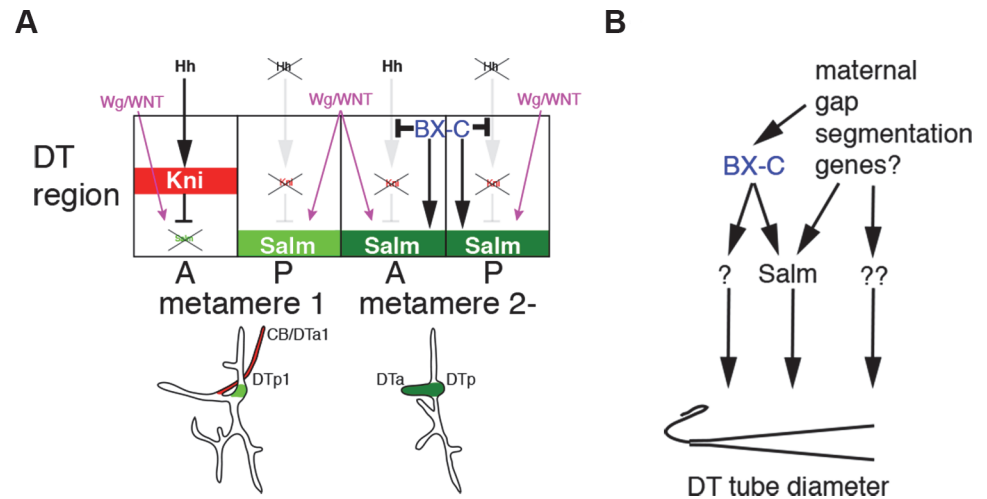 A
B
Hh
Hh
Hh
Hh
Wg/WNT
Wg/WNT
Wg/WNT
BX-C
DT
region
Kni
Kni
Kni
Kni
Salm
Salm
Salm
Salm
A
P
A
P
metamere 1
metamere 2-
CB/DTa1
DTp1
DTa
DTp
maternal
gap
segmentation
genes?
BX-C
?
Salm
??
DT tube diameter